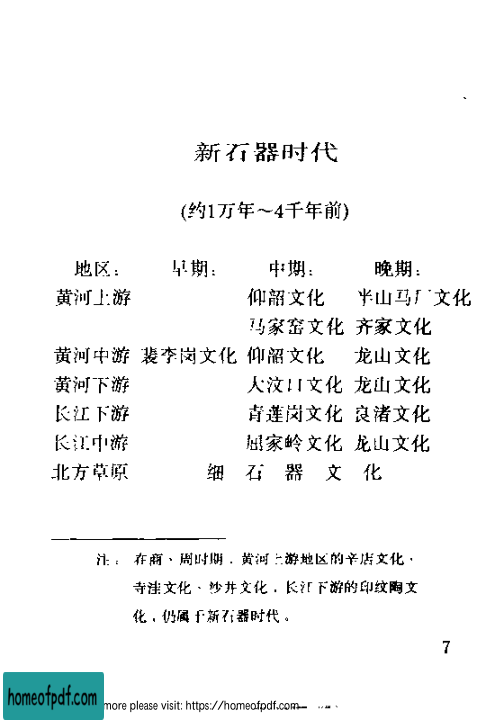 新石器时代
(约1万年～4千年前)
地区： 早期： 中期： 晚期：
黄河上游 仰韶文化 半山马厂文化
马家窑文化 齐家文化
黄河中游 裴李岗文化 仰韶文化 龙山文化
黄河下游 大汶口文化 龙山文化
长江下游 青莲岗文化 良渚文化
长江中游 屈家岭文化 龙山文化
北方草原 细石器文化
注：在商、周时期，黄河上游地区的辛店文化、
寺洼文化、沙井文化，长江下游的印纹陶文
化，仍属于新石器时代。
7
homeofpdf.com
more please visit: https://homeofpdf.com